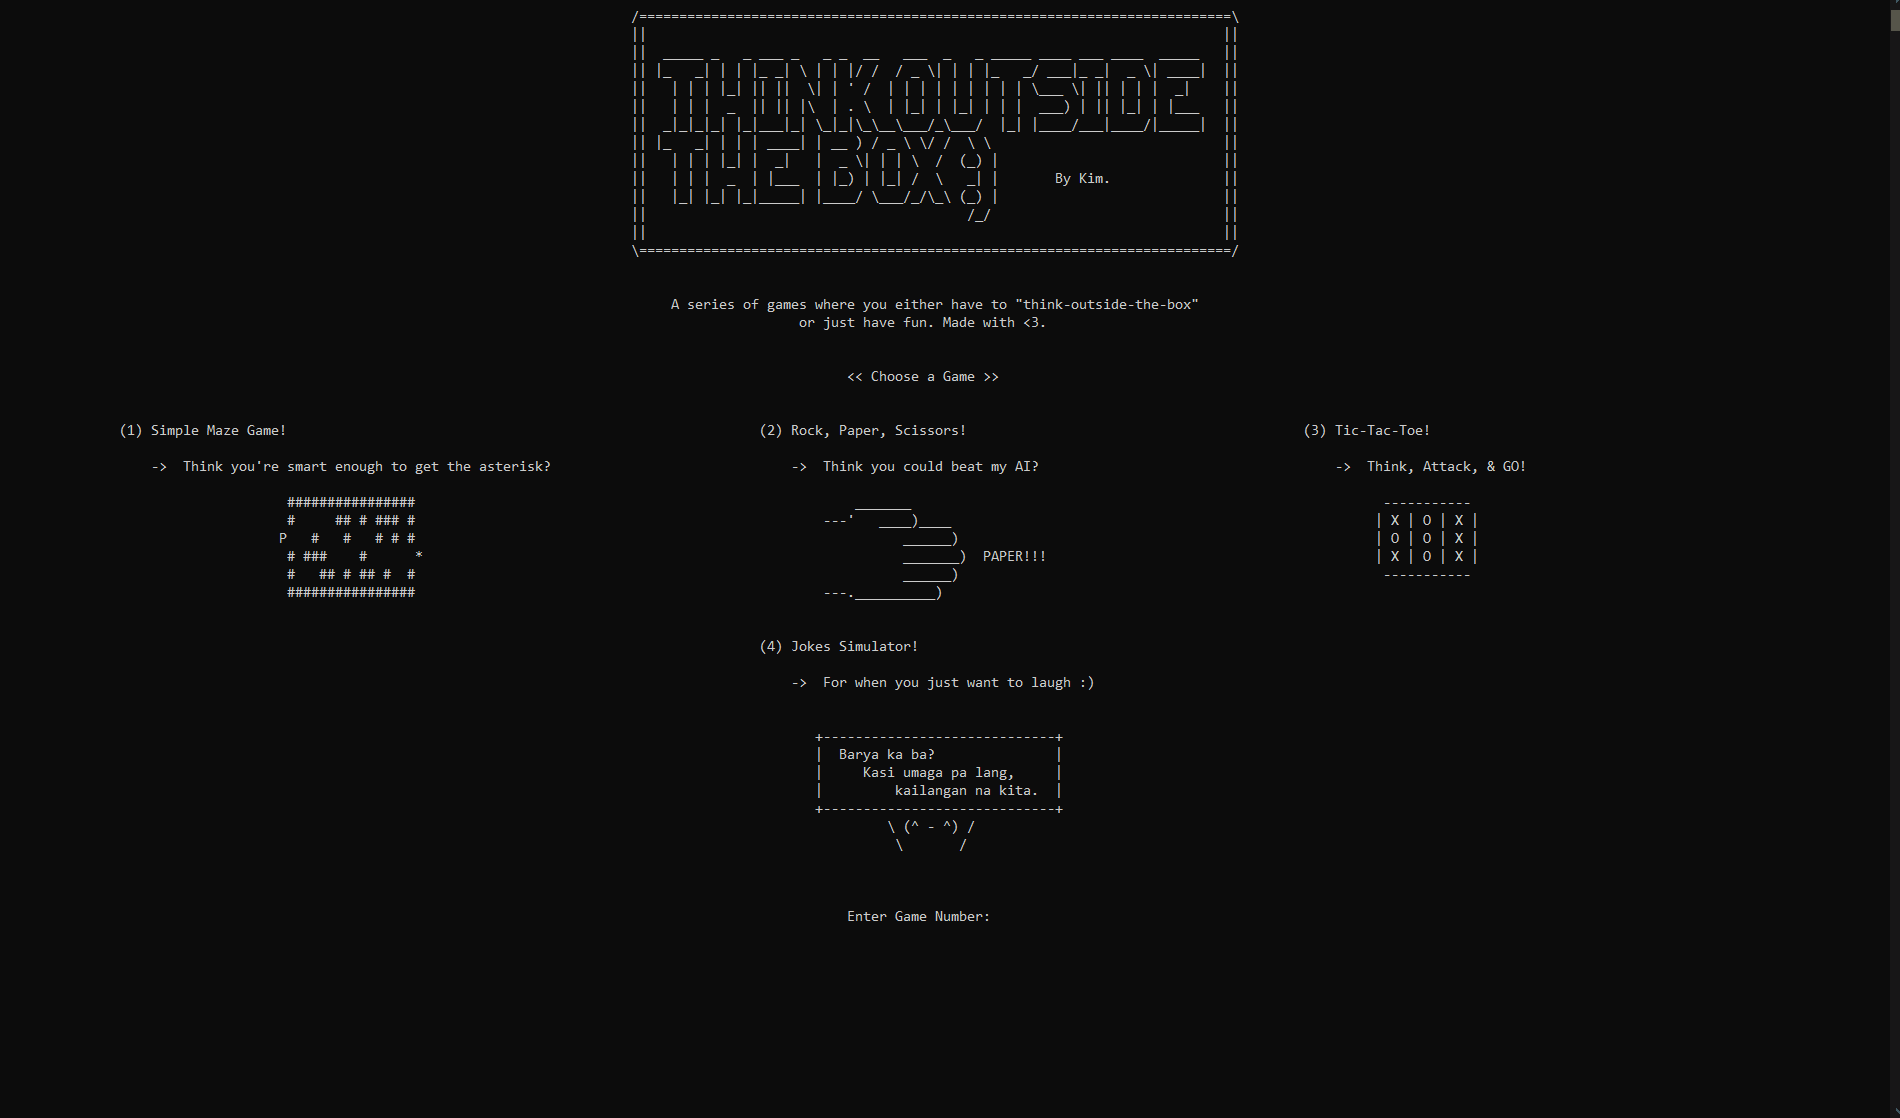 THINK OUTSIDE
THE BOX;)
By Kim.
A series of games where you either have to "think-outside-the-box"
or just have fun. Made with <3.
<< Choose a Game >>
(1) Simple Maze Game!
-> Think you're smart enough to get the asterisk?
################
#     ## # ### #
P   #   #   # # #
# ###    #      *
#   ## # ## #  #
################
(2) Rock, Paper, Scissors!
-> Think you could beat my AI?
PAPER!!!
(3) Tic-Tac-Toe!
-> Think, Attack, & GO!
-----------
| X | O | X |
| O | O | X |
| X | O | X |
-----------
(4) Jokes Simulator!
-> For when you just want to laugh :)
Barya ka ba?
Kasi umaga pa lang,
kailangan na kita.
\ (^ - ^) /
Enter Game Number: